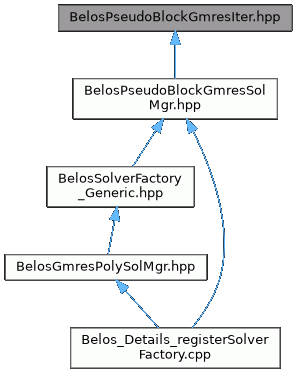 BelosPseudoBlockGmresIter.hpp
BelosPseudoBlockGmresSol
Mgr.hpp
BelosSolverFactory
_Generic.hpp
BelosGmresPolySolMgr.hpp
Belos_Details_registerSolver
Factory.cpp